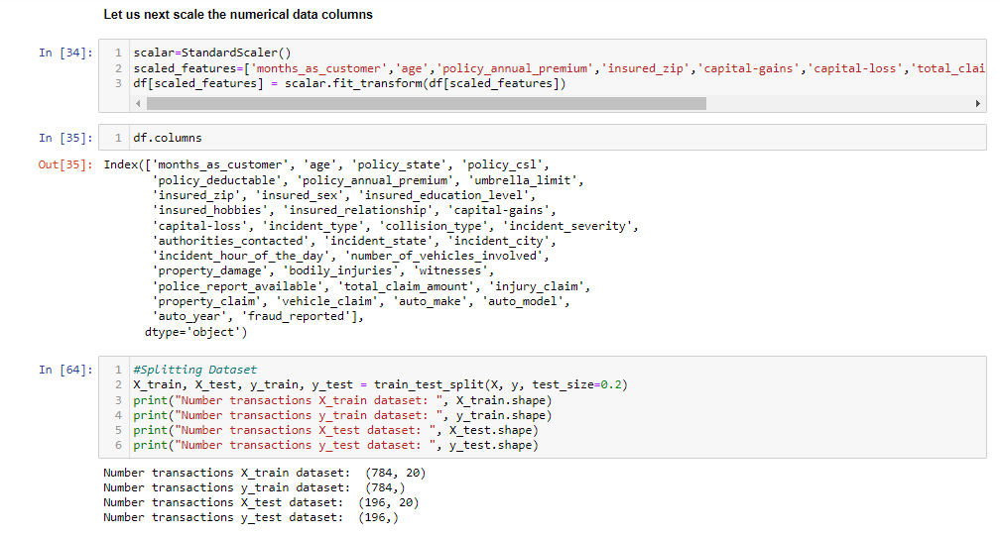 Let us next scale the numerical data columns
In [34]:
1 scalar=StandardScaler()
2 scaled_features=['months_as_customer','age','policy_annual_premium','insured_zip','capital-gains','capital-loss','total_clai
3 df[scaled_features] = scalar.fit_transform(df[scaled_features])
In [35]:
1 df.columns
Out[35]: Index(['months_as_customer', 'age', 'policy_state', 'policy_csl',
'policy_deductable', 'policy_annual_premium', 'umbrella_limit',
'insured_zip', 'insured_sex', 'insured_education_level',
'insured_hobbies', 'insured_relationship', 'capital-gains',
'capital-loss', 'incident_type', 'collision_type', 'incident_severity',
'authorities_contacted', 'incident_state', 'incident_city',
'incident_hour_of_the_day', 'number_of_vehicles_involved',
'property_damage', 'bodily_injuries', 'witnesses',
'police_report_available', 'total_claim_amount', 'injury_claim',
'property_claim', 'vehicle_claim', 'auto_make', 'auto_model',
'auto_year', 'fraud_reported'],
dtype='object')
In [64]:
1 #Splitting Dataset
2 X_train, X_test, y_train, y_test = train_test_split(X, y, test_size=0.2)
3 print("Number transactions X_train dataset: ", X_train.shape)
4 print("Number transactions y_train dataset: ", y_train.shape)
5 print("Number transactions X_test dataset: ", X_test.shape)
6 print("Number transactions y_test dataset: ", y_test.shape)
Number transactions X_train dataset:  (784, 20)
Number transactions y_train dataset:  (784,)
Number transactions X_test dataset:  (196, 20)
Number transactions y_test dataset:  (196,)